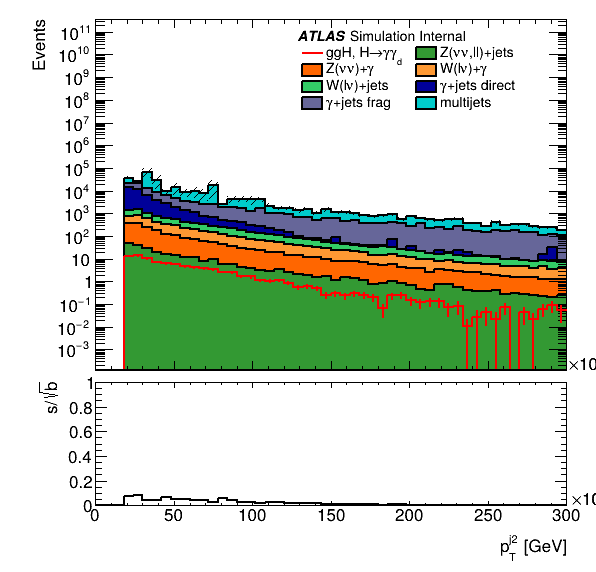 Events
ATLAS Simulation Internal
ggH, H→γγ_d
Z(νν,ll)+jets
Z(νν)+γ
W(lν)+γ
W(lν)+jets
γ+jets direct
γ+jets frag
multijets
10¹¹
10¹⁰
10⁹
10⁸
10⁷
10⁶
10⁵
10⁴
10³
10²
10
1
10⁻¹
10⁻²
10⁻³
×10
s/√b
1
0.8
0.6
0.4
0.2
0
×10
0 50 100 150 200 250 300
p_T^{j2} [GeV]